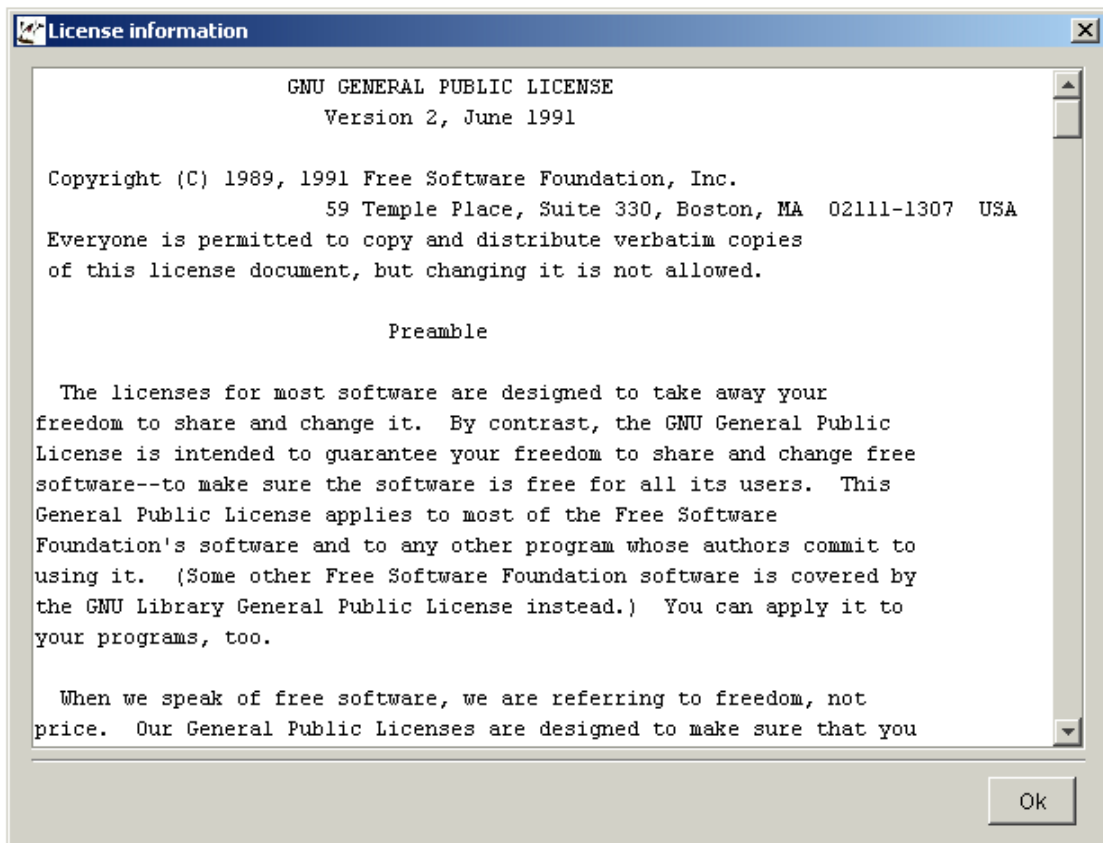 License information
GNU GENERAL PUBLIC LICENSE
Version 2, June 1991
Copyright (C) 1989, 1991 Free Software Foundation, Inc.
59 Temple Place, Suite 330, Boston, MA  02111-1307  USA
Everyone is permitted to copy and distribute verbatim copies
of this license document, but changing it is not allowed.
Preamble
The licenses for most software are designed to take away your
freedom to share and change it.  By contrast, the GNU General Public
License is intended to guarantee your freedom to share and change free
software--to make sure the software is free for all its users.  This
General Public License applies to most of the Free Software
Foundation's software and to any other program whose authors commit to
using it.  (Some other Free Software Foundation software is covered by
the GNU Library General Public License instead.)  You can apply it to
your programs, too.
When we speak of free software, we are referring to freedom, not
price.  Our General Public Licenses are designed to make sure that you
Ok